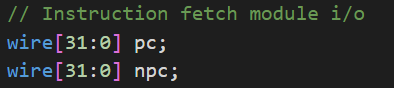 // Instruction fetch module i/o
wire[31:0] pc;
wire[31:0] npc;